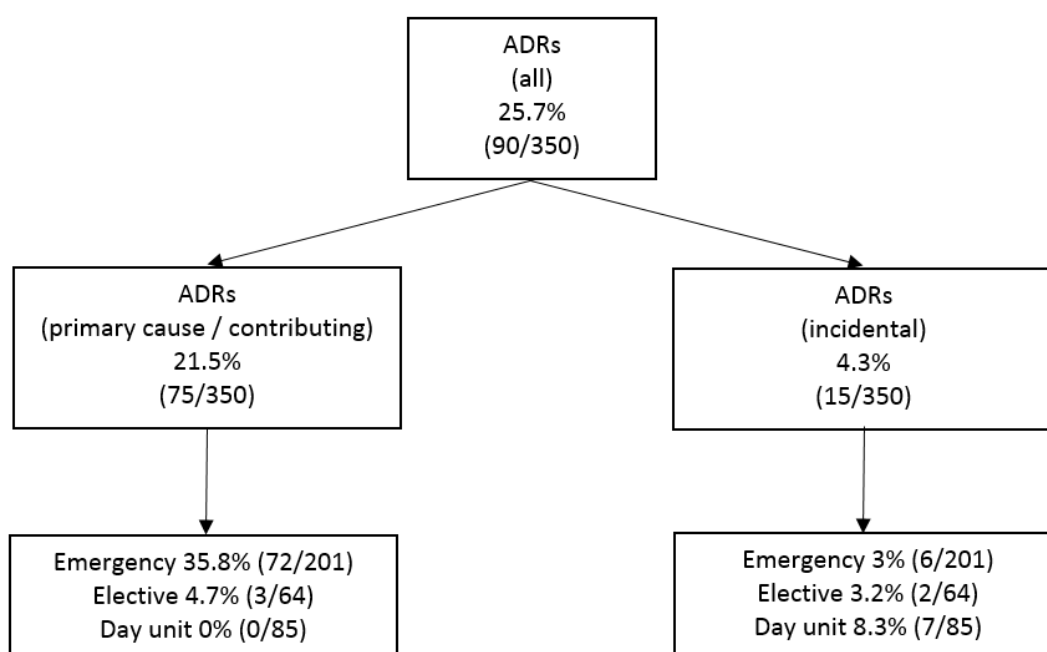 ADRs
(all)
25.7%
(90/350)
ADRs
(primary cause / contributing)
21.5%
(75/350)
ADRs
(incidental)
4.3%
(15/350)
Emergency 35.8% (72/201)
Elective 4.7% (3/64)
Day unit 0% (0/85)
Emergency 3% (6/201)
Elective 3.2% (2/64)
Day unit 8.3% (7/85)